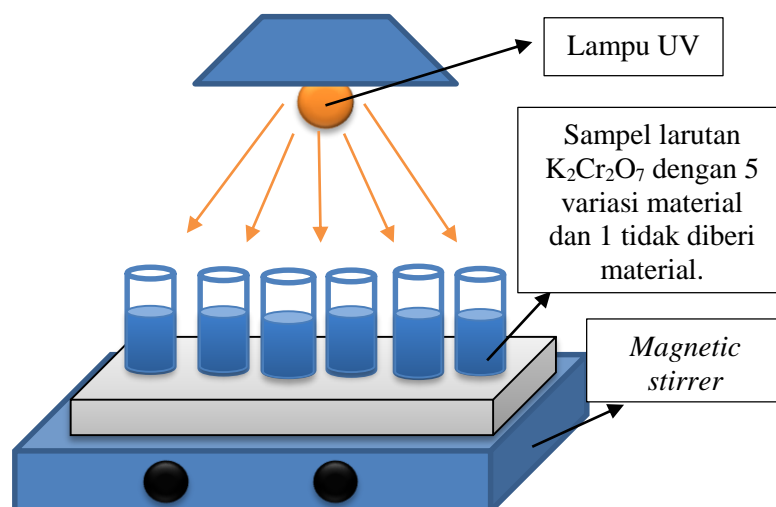 Lampu UV
Sampel larutan
K₂Cr₂O₇ dengan 5
variasi material
dan 1 tidak diberi
material.
Magnetic
stirrer